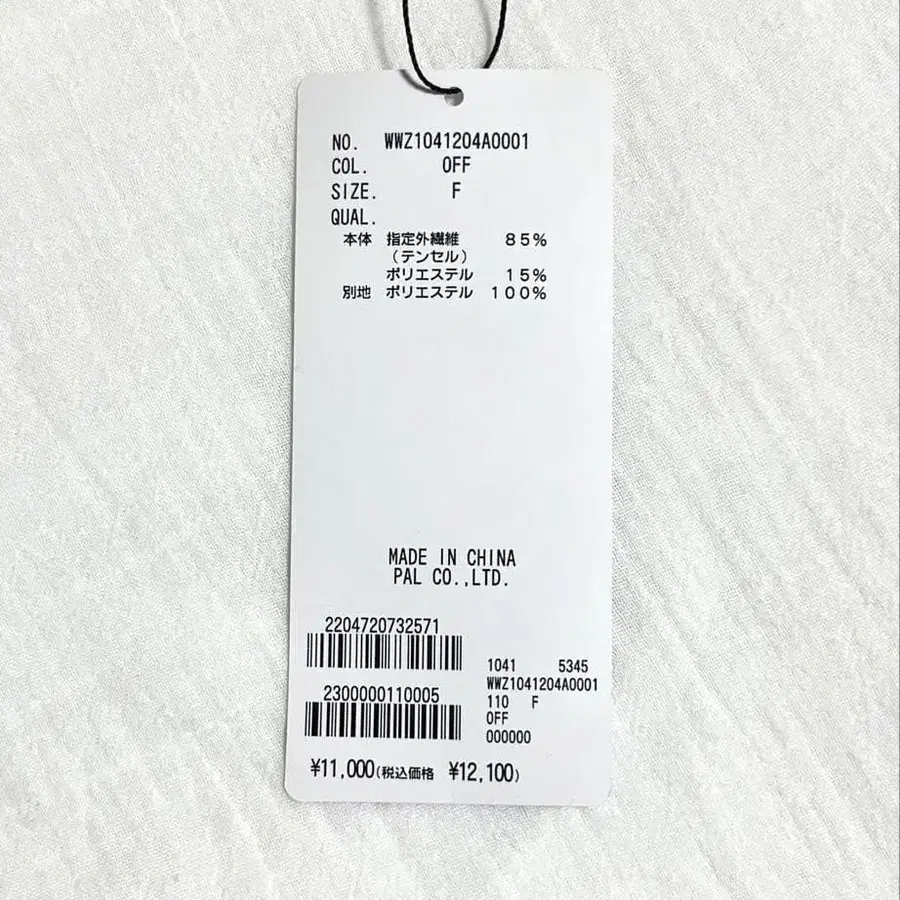 NO. WWZ1041204A0001
COL. OFF
SIZE. F
QUAL.
本体 指定外繊維 85%
(テンセル)
ポリエステル 15%
別地 ポリエステル 100%
MADE IN CHINA
PAL CO.,LTD.
2204720732571
2300000110005
1041 5345
WWZ1041204A0001
110 F
OFF
000000
¥11,000(税込価格 ¥12,100)